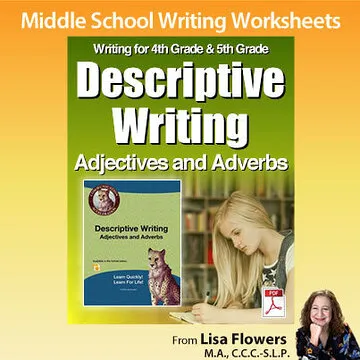 Middle School Writing Worksheets
Writing for 4th Grade & 5th Grade
Descriptive
Writing
Adjectives and Adverbs
Descriptive Writing
Adjectives and Adverbs
Learn Quickly!
Learn For Life!
PDF
From Lisa Flowers
M.A., C.C.C.-S.L.P.